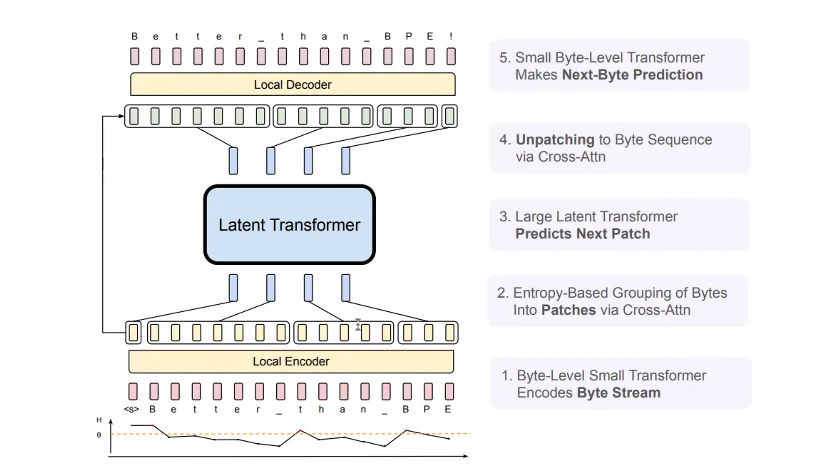 B e t t e r _ t h a n _ B P E !
Local Decoder
Latent Transformer
Local Encoder
<s> B e t t e r _ t h a n _ B P E
H
θ
5. Small Byte-Level Transformer
Makes Next-Byte Prediction
4. Unpatching to Byte Sequence
via Cross-Attn
3. Large Latent Transformer
Predicts Next Patch
2. Entropy-Based Grouping of Bytes
Into Patches via Cross-Attn
1. Byte-Level Small Transformer
Encodes Byte Stream